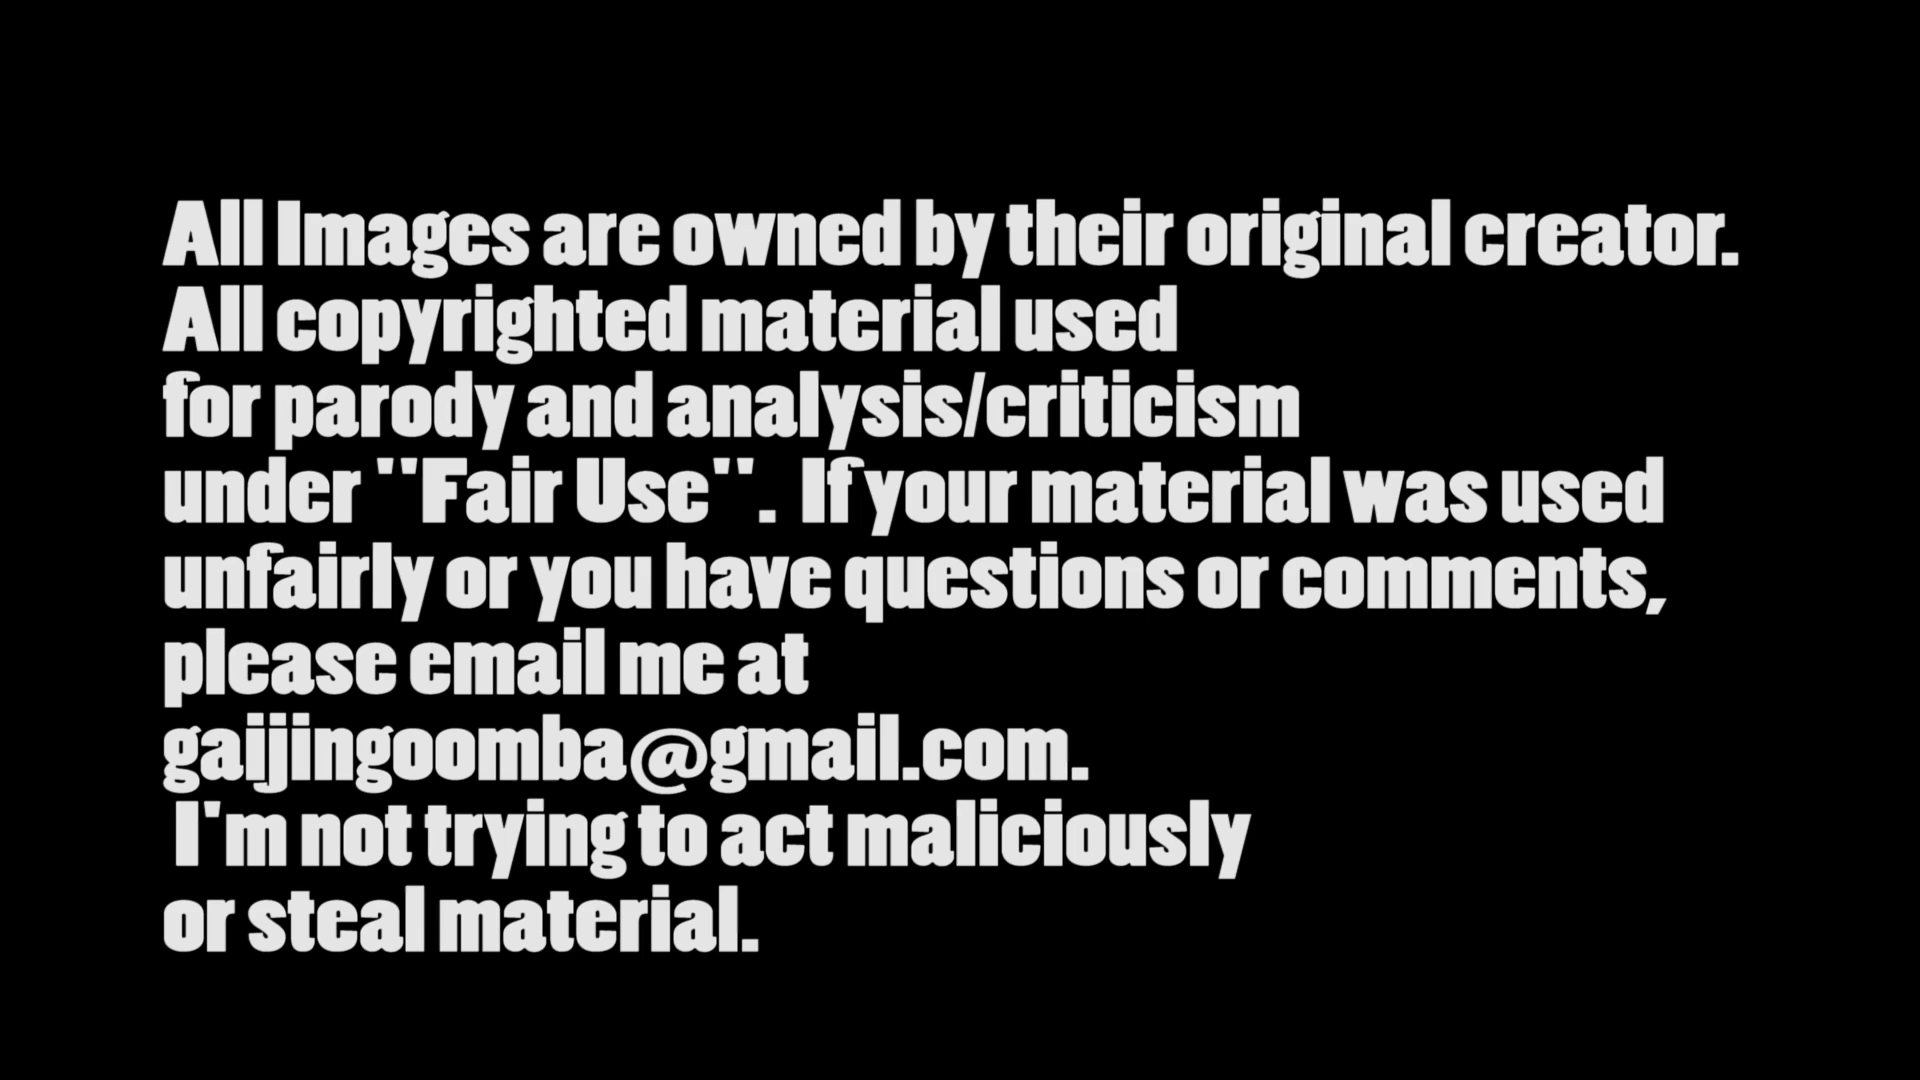 All Images are owned by their original creator.
All copyrighted material used
for parody and analysis/criticism
under "Fair Use".  If your material was used
unfairly or you have questions or comments,
please email me at
gaijingoomba@gmail.com.
I'm not trying to act maliciously
or steal material.